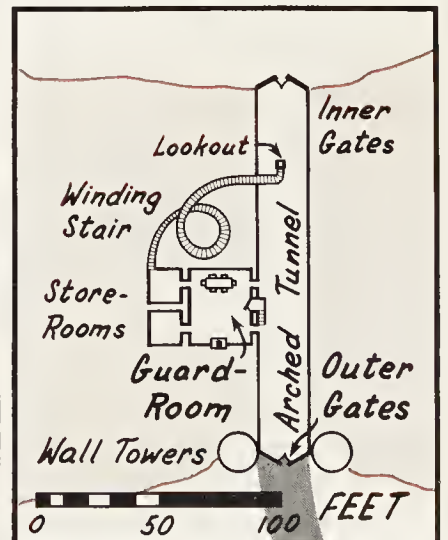 Inner
Gates
Lookout
Winding
Stair
Arched Tunnel
Store-
Rooms
Guard-
Room
Outer
Gates
Wall Towers
FEET
0 50 100